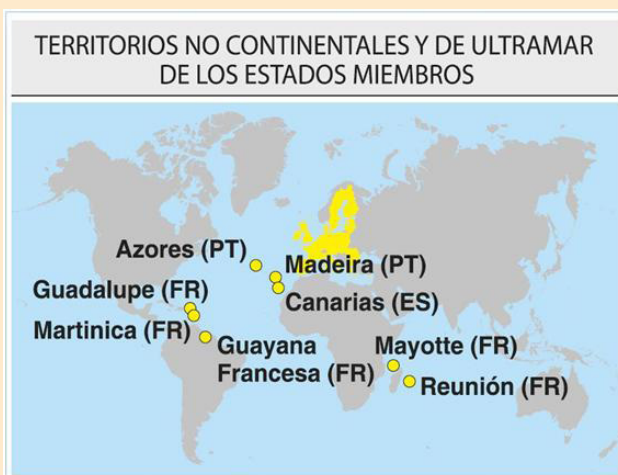 TERRITORIOS NO CONTINENTALES Y DE ULTRAMAR
DE LOS ESTADOS MIEMBROS
Azores (PT)
Madeira (PT)
Guadalupe (FR)
Canarias (ES)
Martinica (FR)
Guayana
Francesa (FR)
Mayotte (FR)
Reunión (FR)